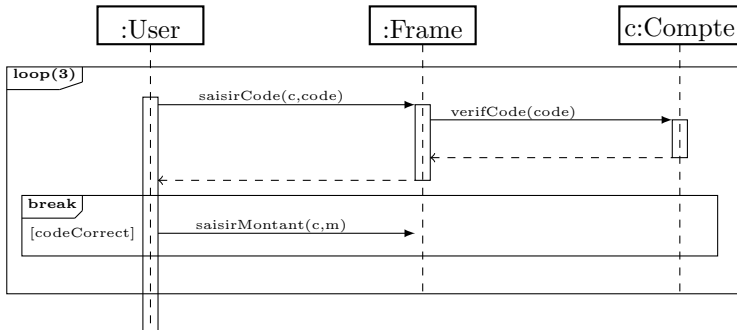 :User
:Frame
c:Compte
loop(3)
saisirCode(c,code)
verifCode(code)
break
[codeCorrect]
saisirMontant(c,m)